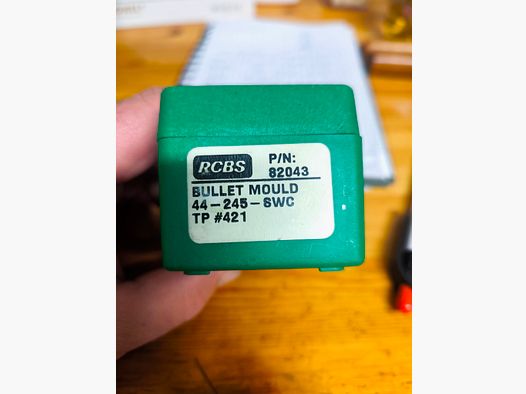 RCBS P/N:
82043
BULLET MOULD
44-245-SWC
TP #421